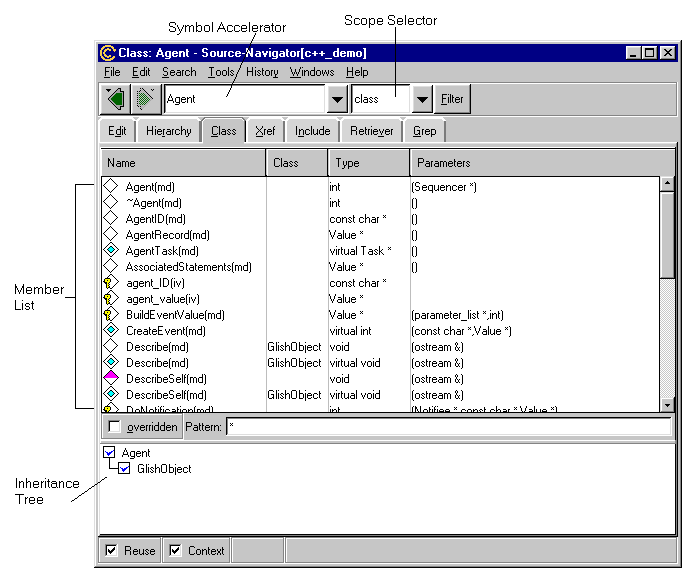 Symbol Accelerator
Scope Selector
Class: Agent - Source-Navigator[c++_demo]
File Edit Search Tools History Windows Help
Agent class Filter
Edit Hierarchy Class Xref Include Retriever Grep
Name Class Type Parameters
Agent(md) int (Sequencer *)
~Agent(md) int ()
AgentID(md) const char * ()
AgentRecord(md) Value * ()
AgentTask(md) virtual Task * ()
AssociatedStatements(md) Value * ()
agent_ID(iv) const char *
agent_value(iv) Value *
BuildEventValue(md) Value * (parameter_list *,int)
CreateEvent(md) virtual int (const char *,Value *)
Describe(md) GlishObject void (ostream &)
Describe(md) GlishObject virtual void (ostream &)
DescribeSelf(md) void (ostream &)
DescribeSelf(md) GlishObject virtual void (ostream &)
DoNotification(md) int (Notifiee *,const char *,Value *)
Member
List
overridden Pattern: *
Agent
GlishObject
Inheritance
Tree
Reuse Context